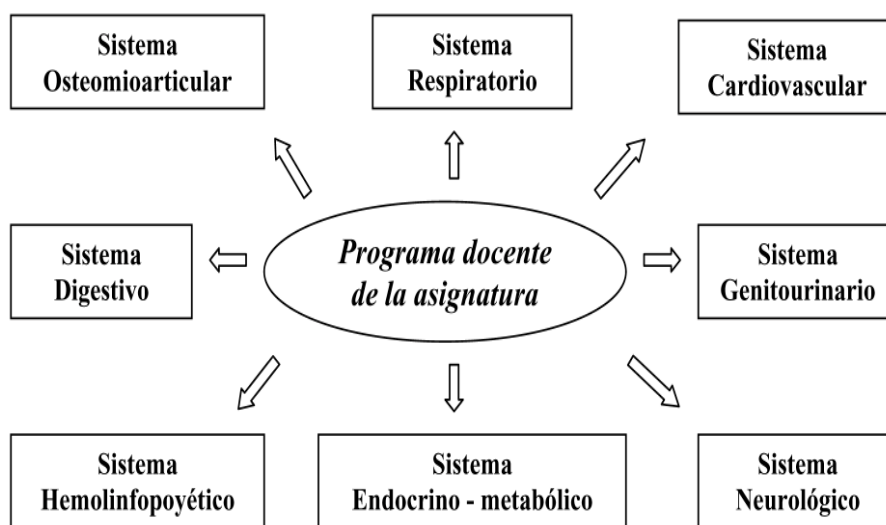 Sistema
Osteomioarticular
Sistema
Respiratorio
Sistema
Cardiovascular
Sistema
Digestivo
Programa docente
de la asignatura
Sistema
Genitourinario
Sistema
Hemolinfopoyético
Sistema
Endocrino - metabólico
Sistema
Neurológico